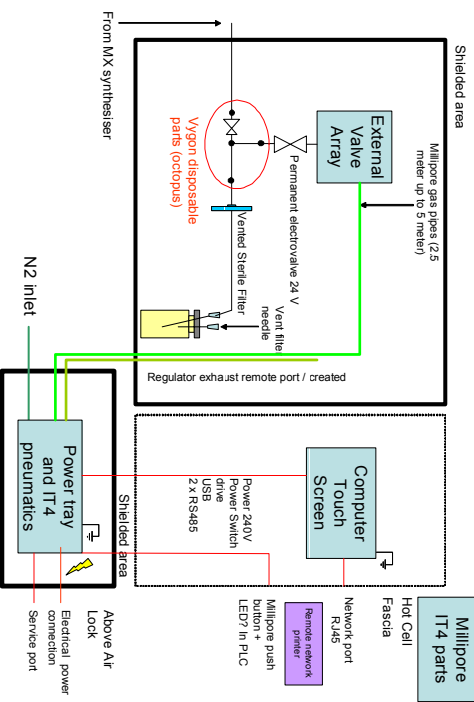 From MX synthesiser
Shielded area
Vygon disposable
parts (octopus)
External
Valve
Array
Permanent electrovalve 24 V
Millipore gas pipes (2.5
meter up to 5 meter)
Vented Sterile Filter
Vent filter
needle
Regulator exhaust remote port / created
N2 inlet
Power tray
and IT4
pneumatics
Shielded area
Above Air
Lock
Electrical power
connection
Service port
Power 240V
Power Switch
drive
USB
2 x RS485
Computer
Touch
Screen
Hot Cell
Fascia
Network port
RJ45
Remote network
printer
Millipore push
button +
LED? In PLC
Millipore
IT4 parts